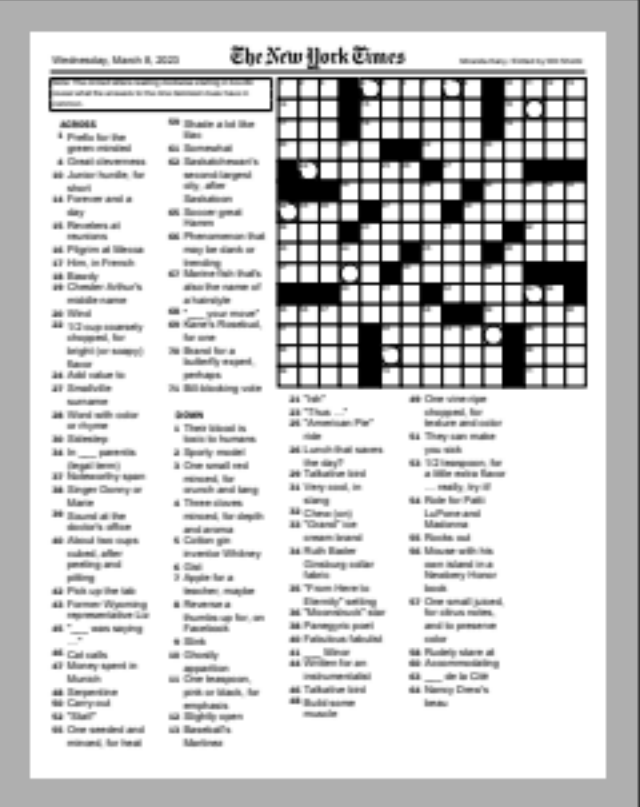 Wednesday, March 8, 2023
The New York Times
ACROSS
Prefix for the
green minded
Great cleverness
Junior hurdle, for
short
Forever and a
day
Revelers at
reunions
Pilgrim at Mecca
17 Him, in French
18 Bawdy
19 Chester Arthur's
middle name
20 Wind
22 1/2 cup coarsely
chopped, for
bright (or soapy)
flavor
Add value to
27 Smallville
surname
Word with color
or rhyme
30 Sidestep
In ___ parentis
(legal term)
37 Noteworthy span
38 Singer Donny or
Marie
39 Sound at the
doctor's office
40 About two cups
cubed, after
peeling and
pitting
42 Pick up the tab
43 Former Wyoming
representative Liz
45 "___ was saying
..."
46 Cat calls
47 Money spent in
Munich
48 Serpentine
50 Carry out
52 "Stat!"
55 One seeded and
minced, for heat
59 Shade a lot like
lilac
61 Somewhat
62 Saskatchewan's
second-largest
city, after
Saskatoon
65 Soccer great
Hamm
66 Phenomenon that
may be dank or
trending
67 Marine fish that's
also the name of
a hairstyle
68 "___ your move"
69 Kane's Rosebud,
for one
70 Brand for a
butterfly expert,
perhaps
71 Bill-blocking vote
DOWN
1 Their blood is
toxic to humans
2 Sporty model
3 One small red
minced, for
crunch and tang
4 Three cloves
minced, for depth
and aroma
5 Cotton gin
inventor Whitney
6 Gist
7 Apple for a
teacher, maybe
8 Reverse a
thumbs-up for, on
Facebook
9 Slink
10 Ghostly
apparition
11 One teaspoon,
pink or black, for
emphasis
12 Slightly open
13 Baseball's
Martinez
21 "Ish"
23 "Thus ..."
25 "American Pie"
ride
26 Lunch that saves
the day?
29 Talkative bird
31 Very cool, in
slang
32 Chess (on)
33 "Grand" ice
cream brand
34 Ruth Bader
Ginsburg collar
fabric
35 "From Here to
Eternity" setting
36 "Moonstruck" star
38 Panegyric poet
40 Fabulous fabulist
41 ___ Minor
44 Written for an
instrumentalist
46 Talkative bird
48 Build some
muscle
49 One vine-ripe
chopped, for
texture and color
51 They can make
you sick
53 1/2 teaspoon, for
a little extra flavor
... really, try it!
54 Role for Patti
LuPone and
Madonna
55 Rocks out
56 Mouse with his
own island in a
Newbery Honor
book
57 One small juiced,
for citrus notes,
and to preserve
color
58 Rudely stare at
60 Accommodating
63 ___ de la Cité
64 Nancy Drew's
beau